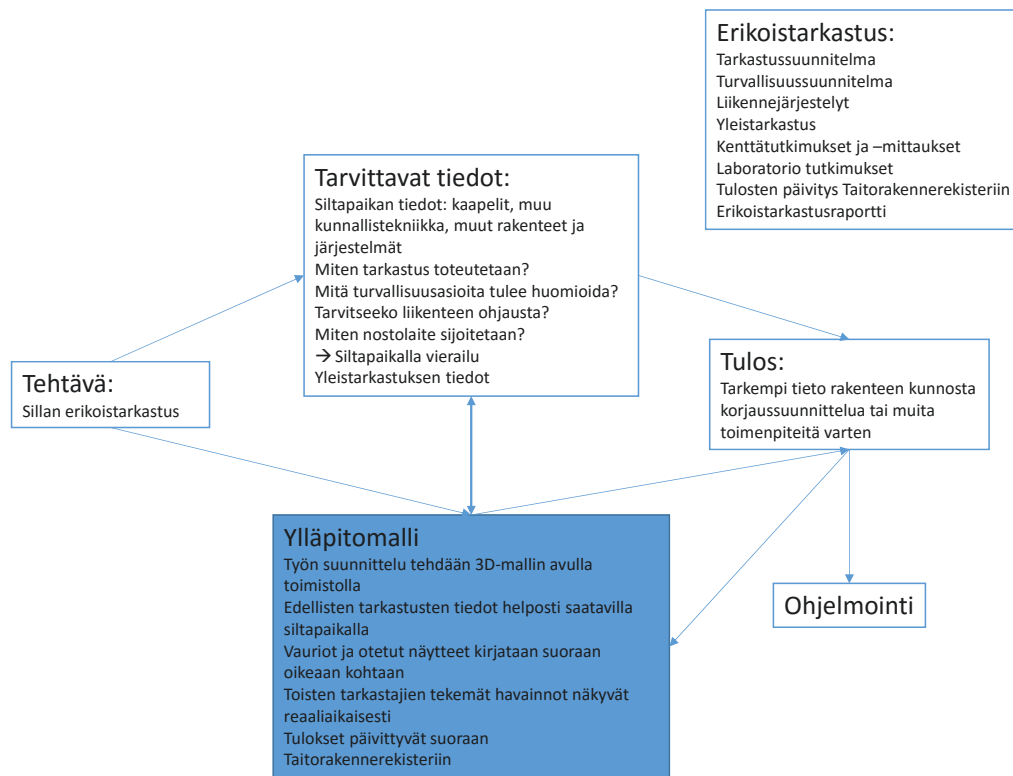 Erikoistarkastus:
Tarkastussuunnitelma
Turvallisuussuunnitelma
Liikennejärjestelyt
Yleistarkastus
Kenttätutkimukset ja –mittaukset
Laboratorio tutkimukset
Tulosten päivitys Taitorakennerekisteriin
Erikoistarkastusraportti
Tarvittavat tiedot:
Siltapaikan tiedot: kaapelit, muu
kunnallistekniikka, muut rakenteet ja
järjestelmät
Miten tarkastus toteutetaan?
Mitä turvallisuusasioita tulee huomioida?
Tarvitseeko liikenteen ohjausta?
Miten nostolaite sijoitetaan?
→ Siltapaikalla vierailu
Yleistarkastuksen tiedot
Tehtävä:
Sillan erikoistarkastus
Tulos:
Tarkempi tieto rakenteen kunnosta
korjaussuunnittelua tai muita
toimenpiteitä varten
Ylläpitomalli
Työn suunnittelu tehdään 3D-mallin avulla
toimistolla
Edellisten tarkastusten tiedot helposti saatavilla
siltapaikalla
Vauriot ja otetut näytteet kirjataan suoraan
oikeaan kohtaan
Toisten tarkastajien tekemät havainnot näkyvät
reaaliaikaisesti
Tulokset päivittyvät suoraan
Taitorakennerekisteriin
Ohjelmointi